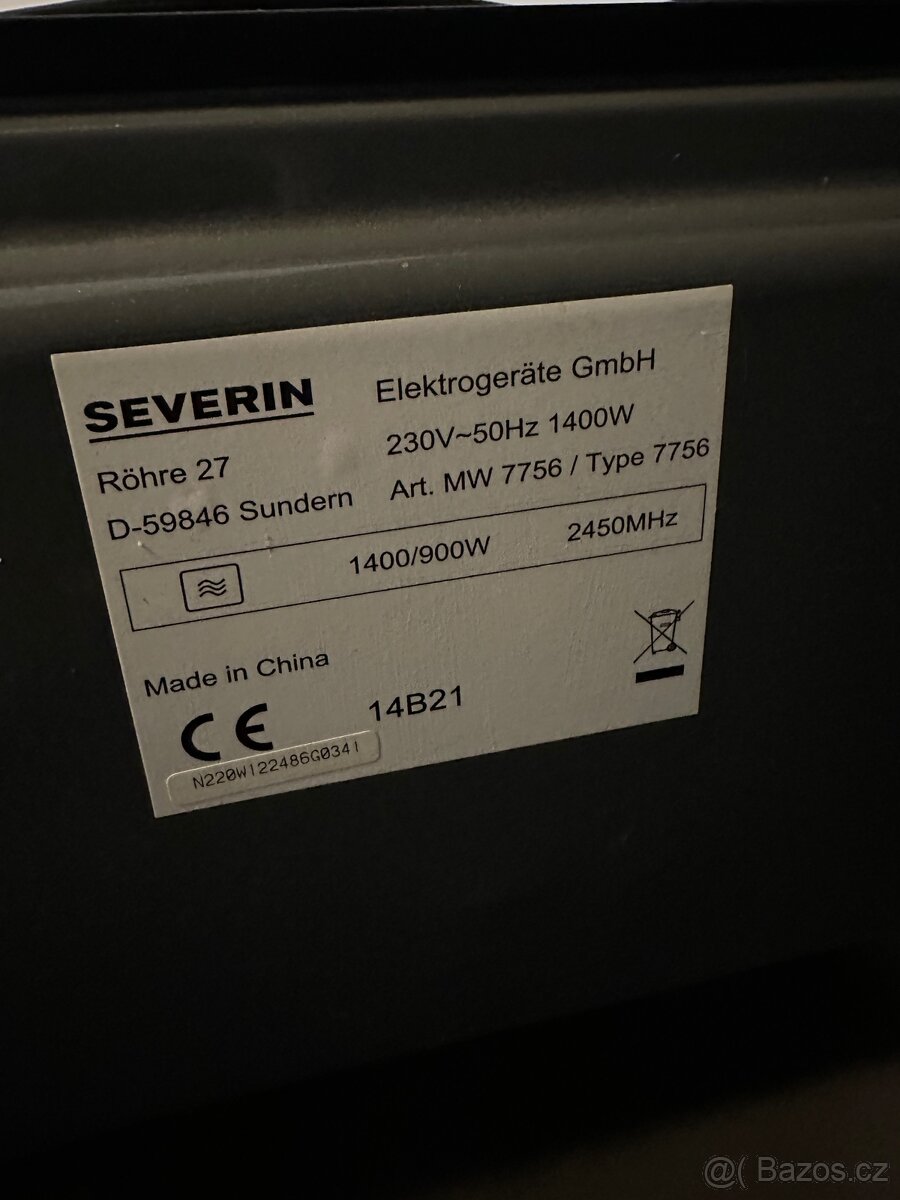 SEVERIN
Elektrogeräte GmbH
Röhre 27
230V~50Hz 1400W
D-59846 Sundern
Art. MW 7756 / Type 7756
1400/900W
2450MHz
Made in China
CE
14B21
N220W122486G0341
@( Bazos.cz